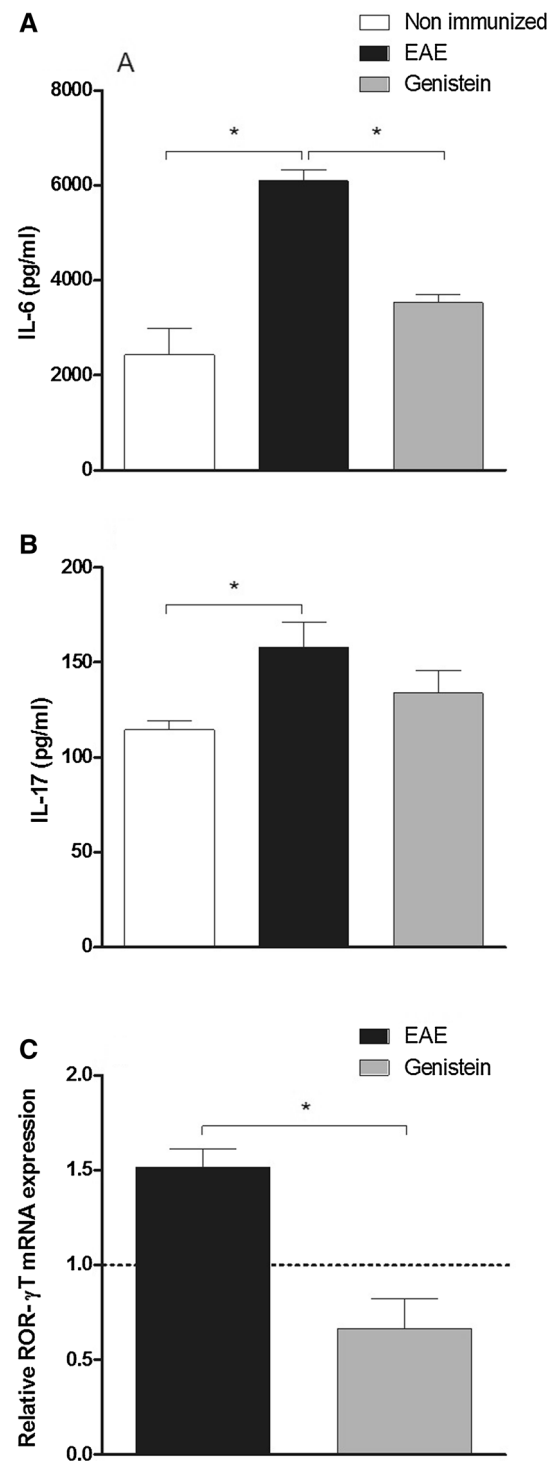 A
Non immunized
EAE
Genistein
A
8000
6000
4000
2000
0
IL-6 (pg/ml)
*
*
B
200
150
100
50
0
IL-17 (pg/ml)
*
C
EAE
Genistein
2.0
1.5
1.0
0.5
0.0
Relative ROR- γT mRNA expression
*